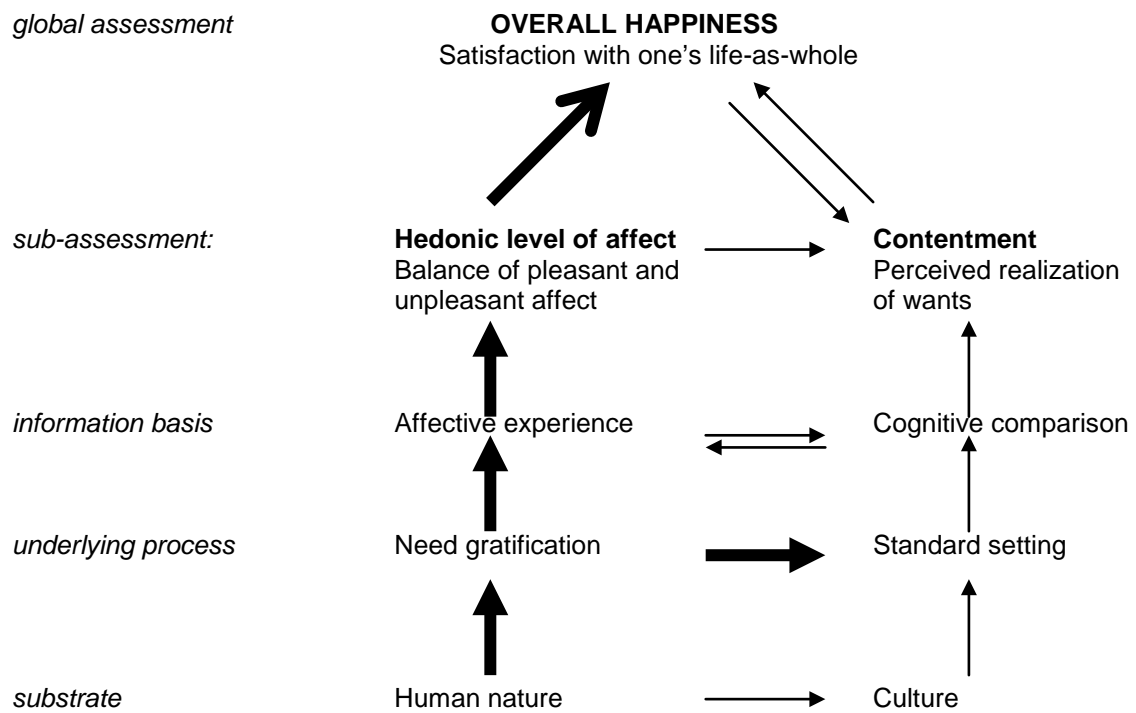 global assessment OVERALL HAPPINESS
Satisfaction with one’s life-as-whole
sub-assessment: Hedonic level of affect Contentment
Balance of pleasant and Perceived realization
unpleasant affect of wants
information basis Affective experience Cognitive comparison
underlying process Need gratification Standard setting
substrate Human nature Culture